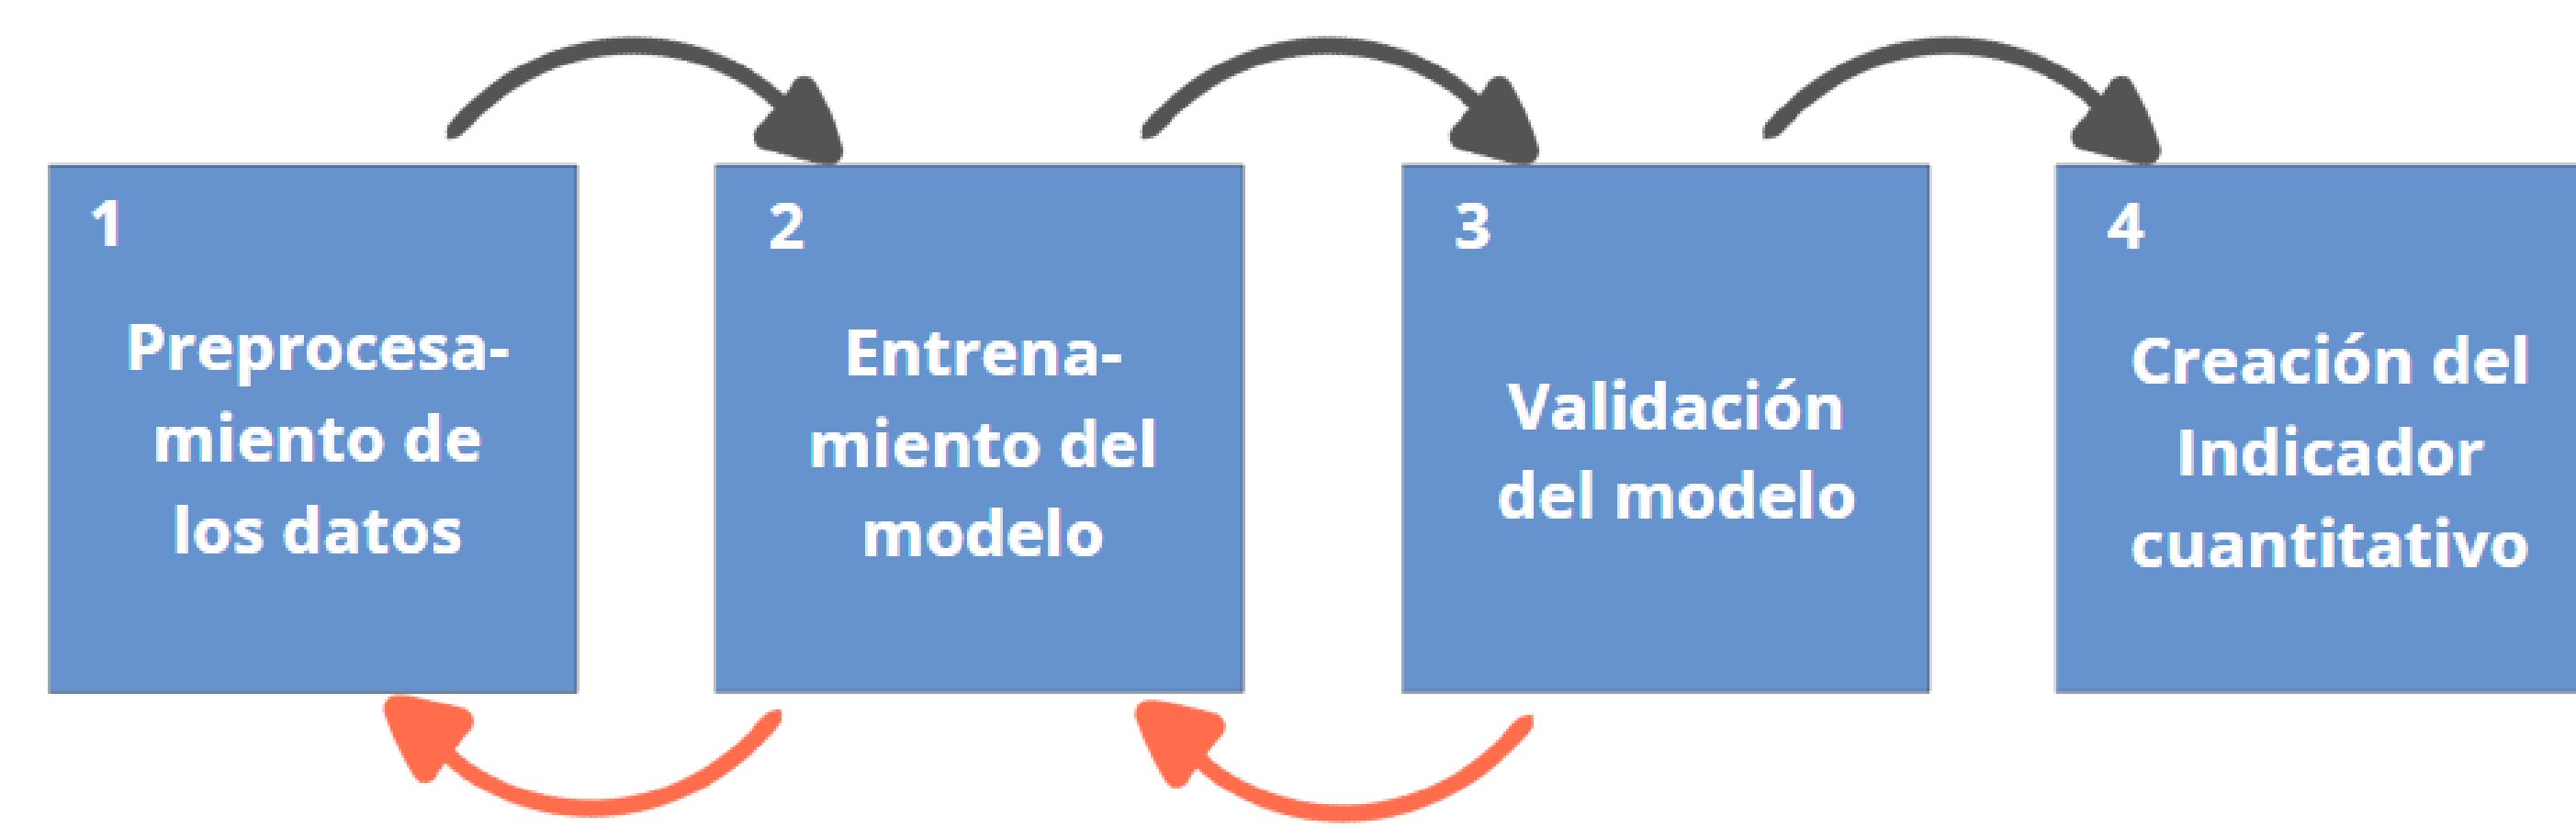 1
Preprocesa-
miento de
los datos
2
Entrena-
miento del
modelo
3
Validación
del modelo
4
Creación del
Indicador
cuantitativo